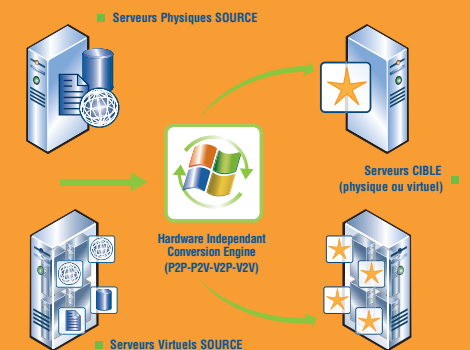 Serveurs Physiques SOURCE
Serveurs CIBLE
(physique ou virtuel)
Hardware Independant
Conversion Engine
(P2P-P2V-V2P-V2V)
Serveurs Virtuels SOURCE